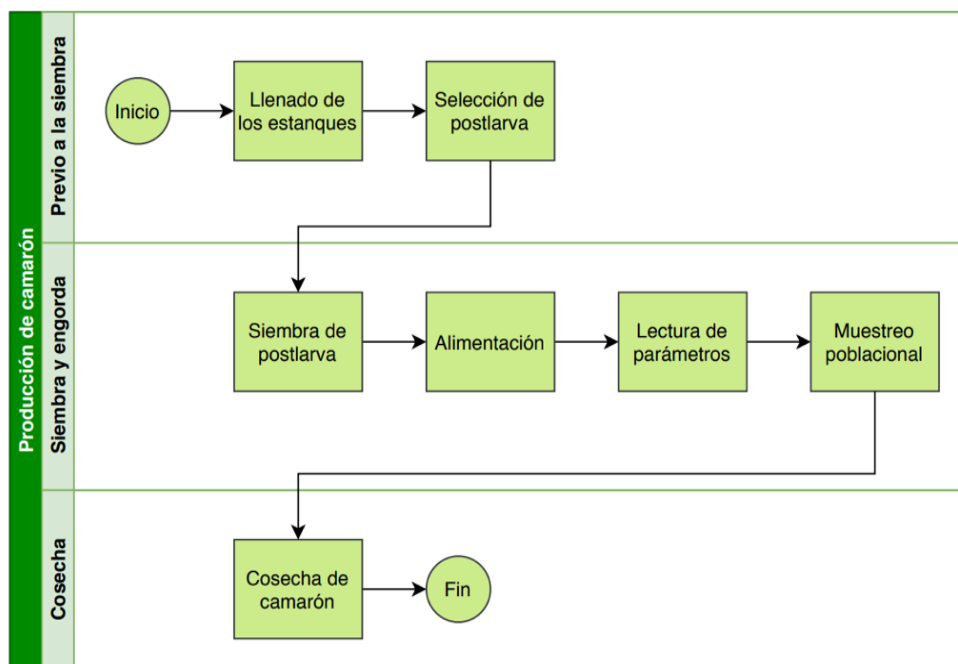 Producción de camarón
Previo a la siembra
Inicio
Llenado de
los estanques
Selección de
postlarva
Siembra y engorda
Siembra de
postlarva
Alimentación
Lectura de
parámetros
Muestreo
poblacional
Cosecha
Cosecha de
camarón
Fin